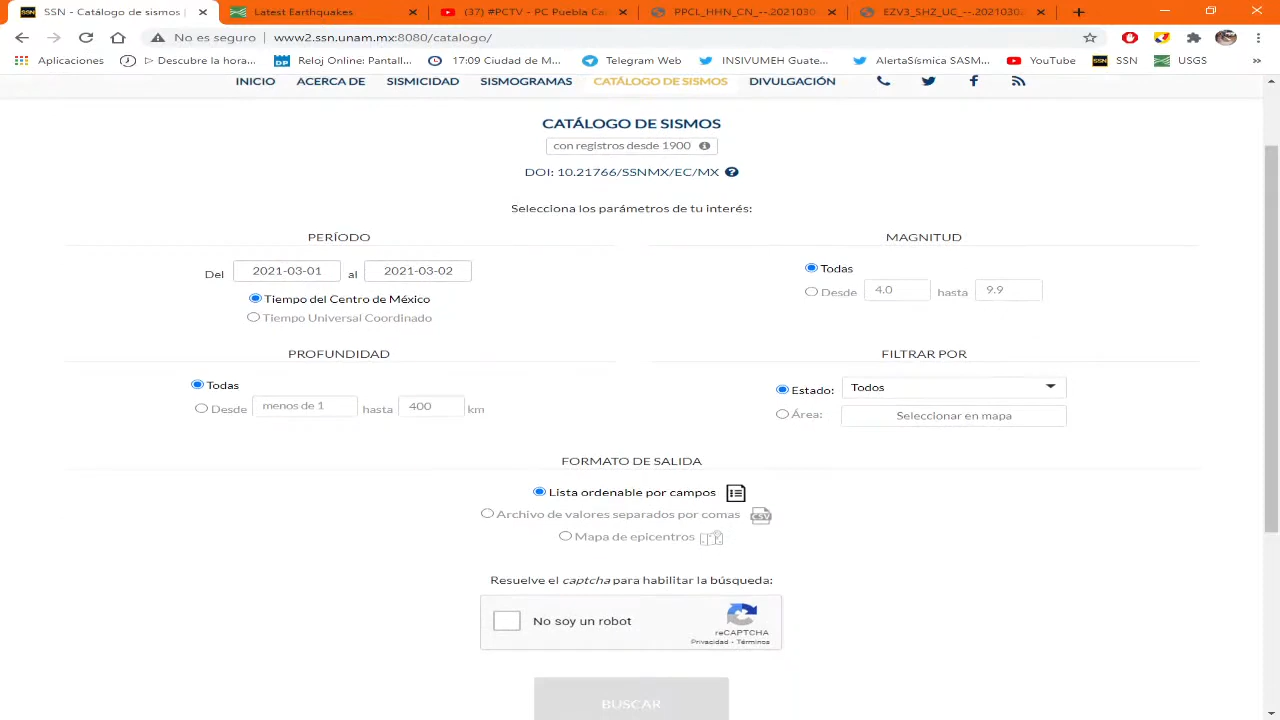 SSN SSN - Catálogo de sismos | Latest Earthquakes (37) #PCTV - PC Puebla Ca PPCL_HHN_CN_--.202103 EZV3_SHZ_UC_--.20210302
No es seguro | www2.ssn.unam.mx:8080/catalogo/
Aplicaciones ▷ Descubre la hora... DP Reloj Online: Pantall... 17:09 Ciudad de M... Telegram Web INSIVUMEH Guate... AlertaSísmica SASM... YouTube SSN SSN USGS »
INICIO ACERCA DE SISMICIDAD SISMOGRAMAS CATÁLOGO DE SISMOS DIVULGACIÓN
CATÁLOGO DE SISMOS
con registros desde 1900
DOI: 10.21766/SSNMX/EC/MX
Selecciona los parámetros de tu interés:
PERÍODO
Del 2021-03-01 al 2021-03-02
Tiempo del Centro de México
Tiempo Universal Coordinado
MAGNITUD
Todas
Desde 4.0 hasta 9.9
PROFUNDIDAD
Todas
Desde menos de 1 hasta 400 km
FILTRAR POR
Estado: Todos
Área: Seleccionar en mapa
FORMATO DE SALIDA
Lista ordenable por campos
Archivo de valores separados por comas CSV
Mapa de epicentros
Resuelve el captcha para habilitar la búsqueda:
No soy un robot
reCAPTCHA
Privacidad - Términos
BUSCAR